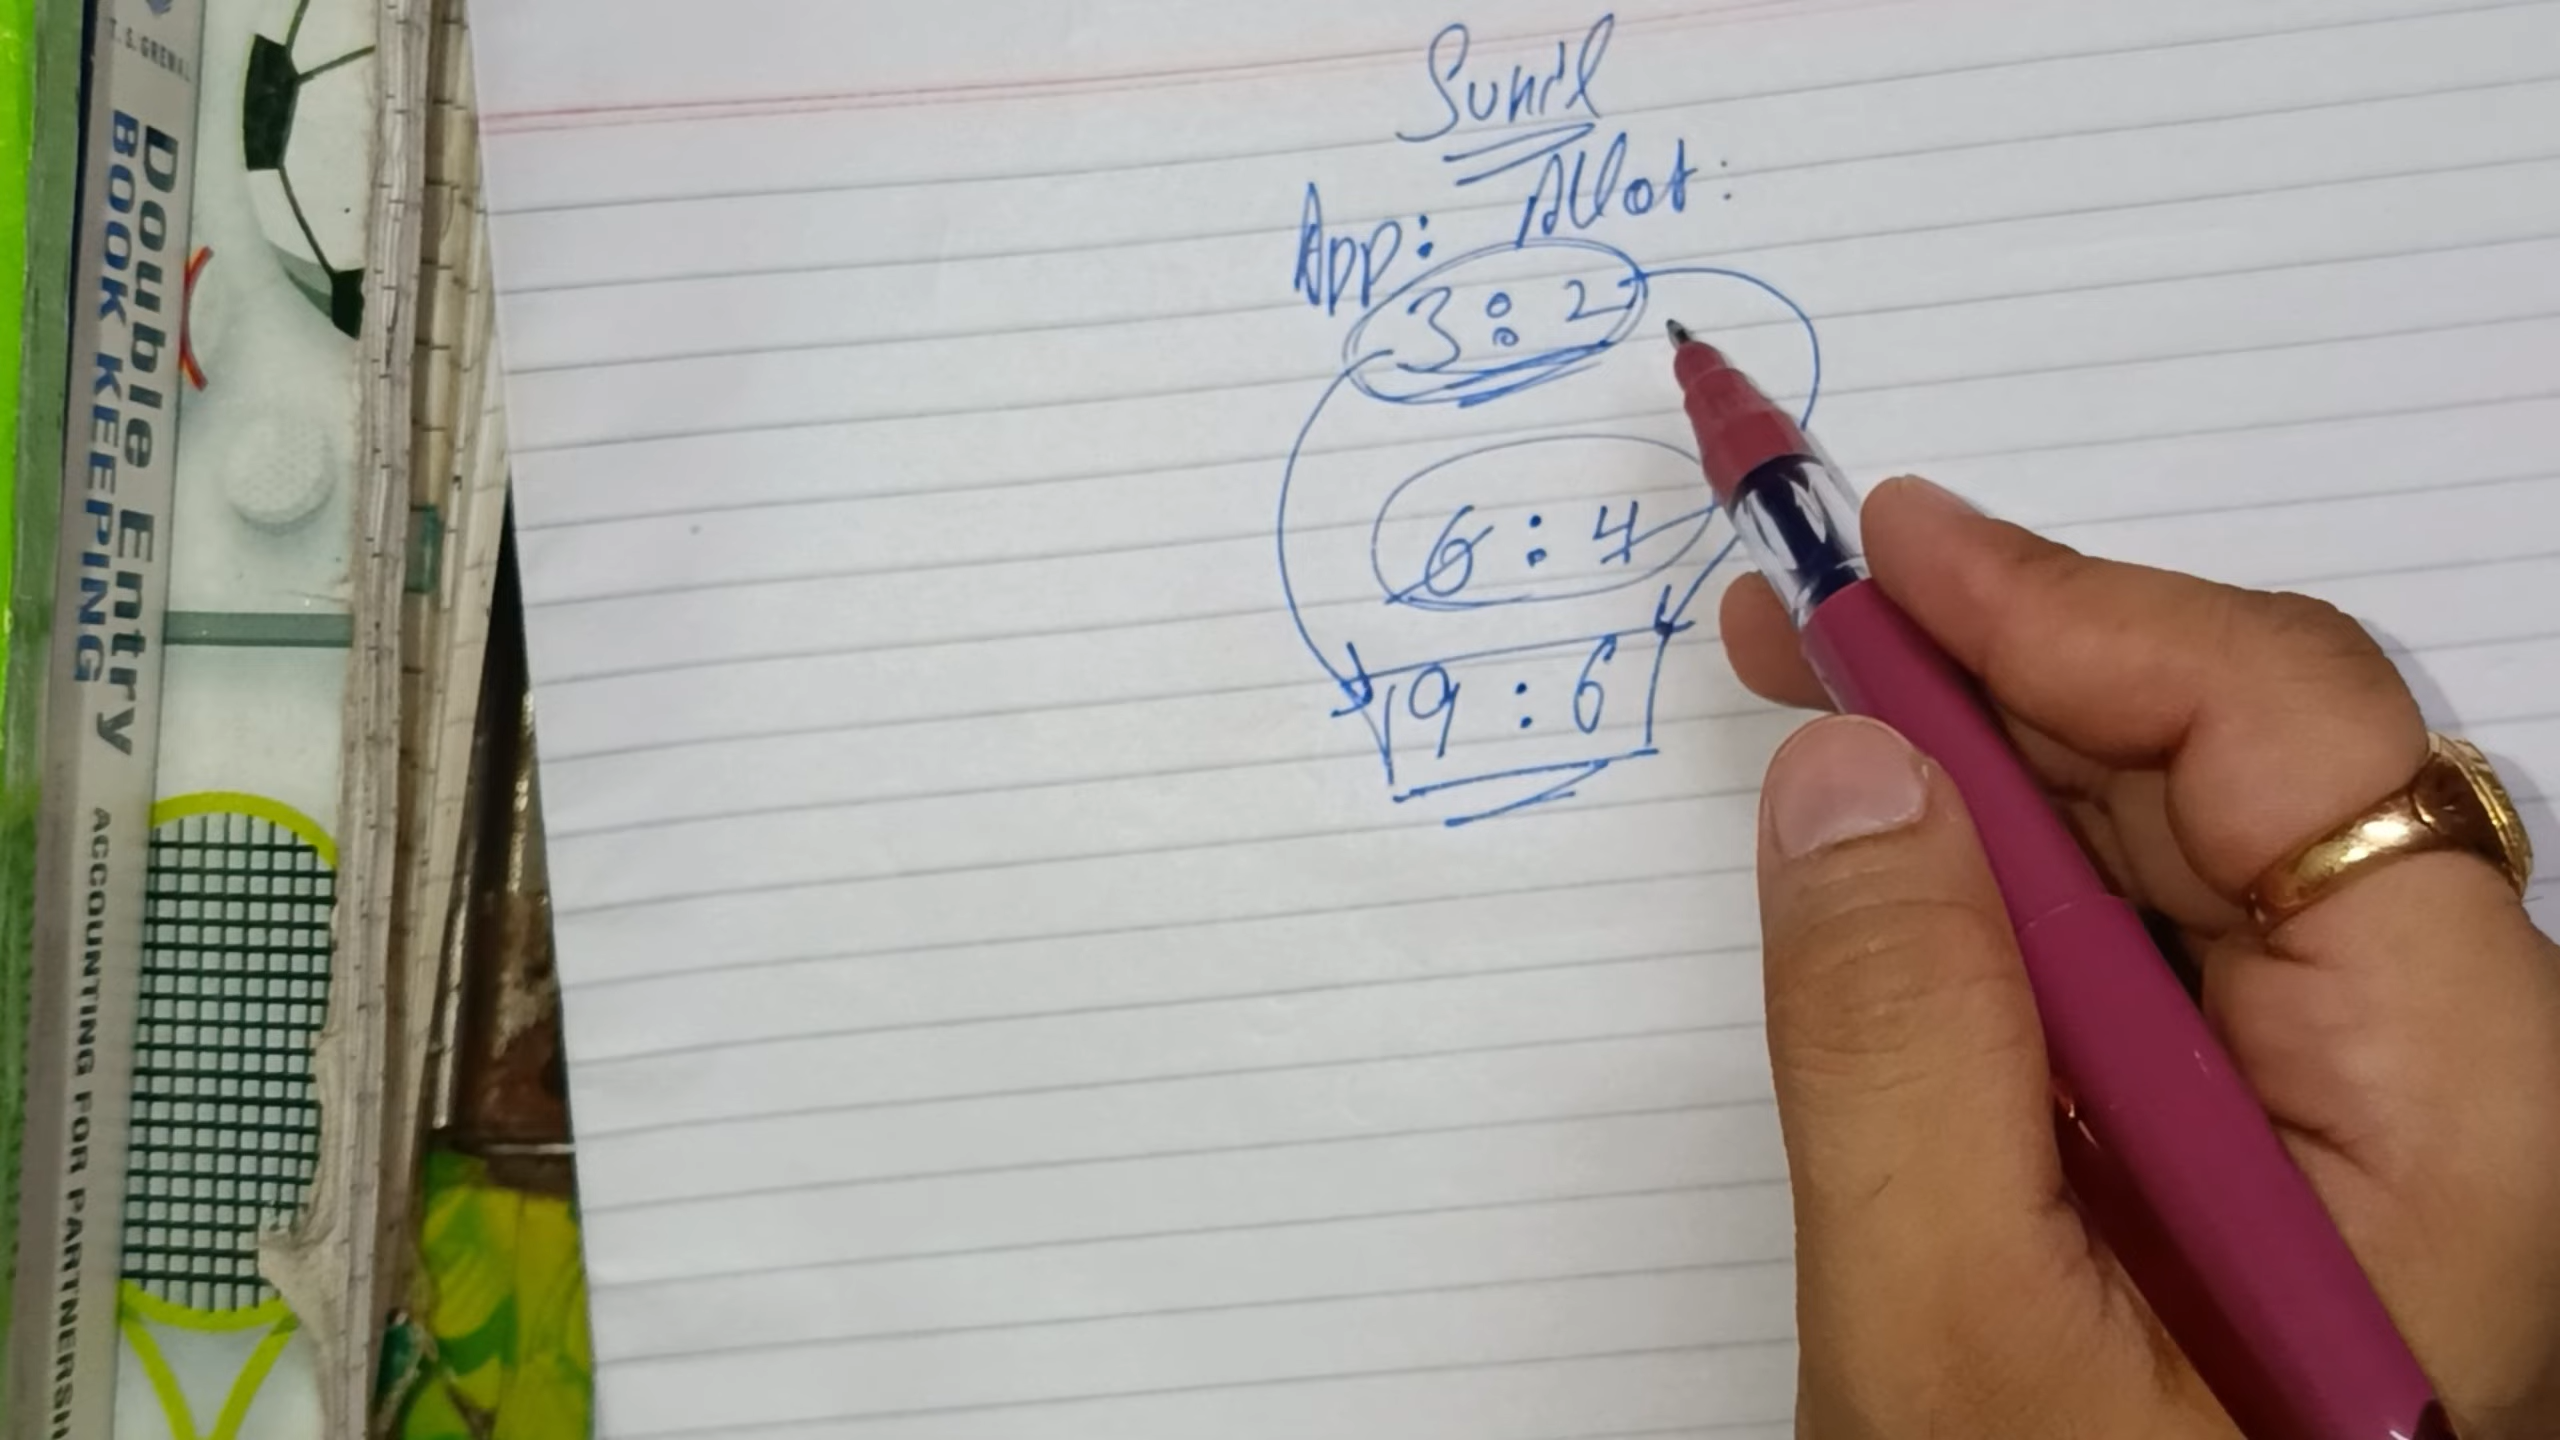 T.S. GREWAL
Double Entry
BOOK KEEPING
ACCOUNTING FOR PARTNERSHI
Sunil
App: Allot:
3 : 2
6 : 4
9 : 6